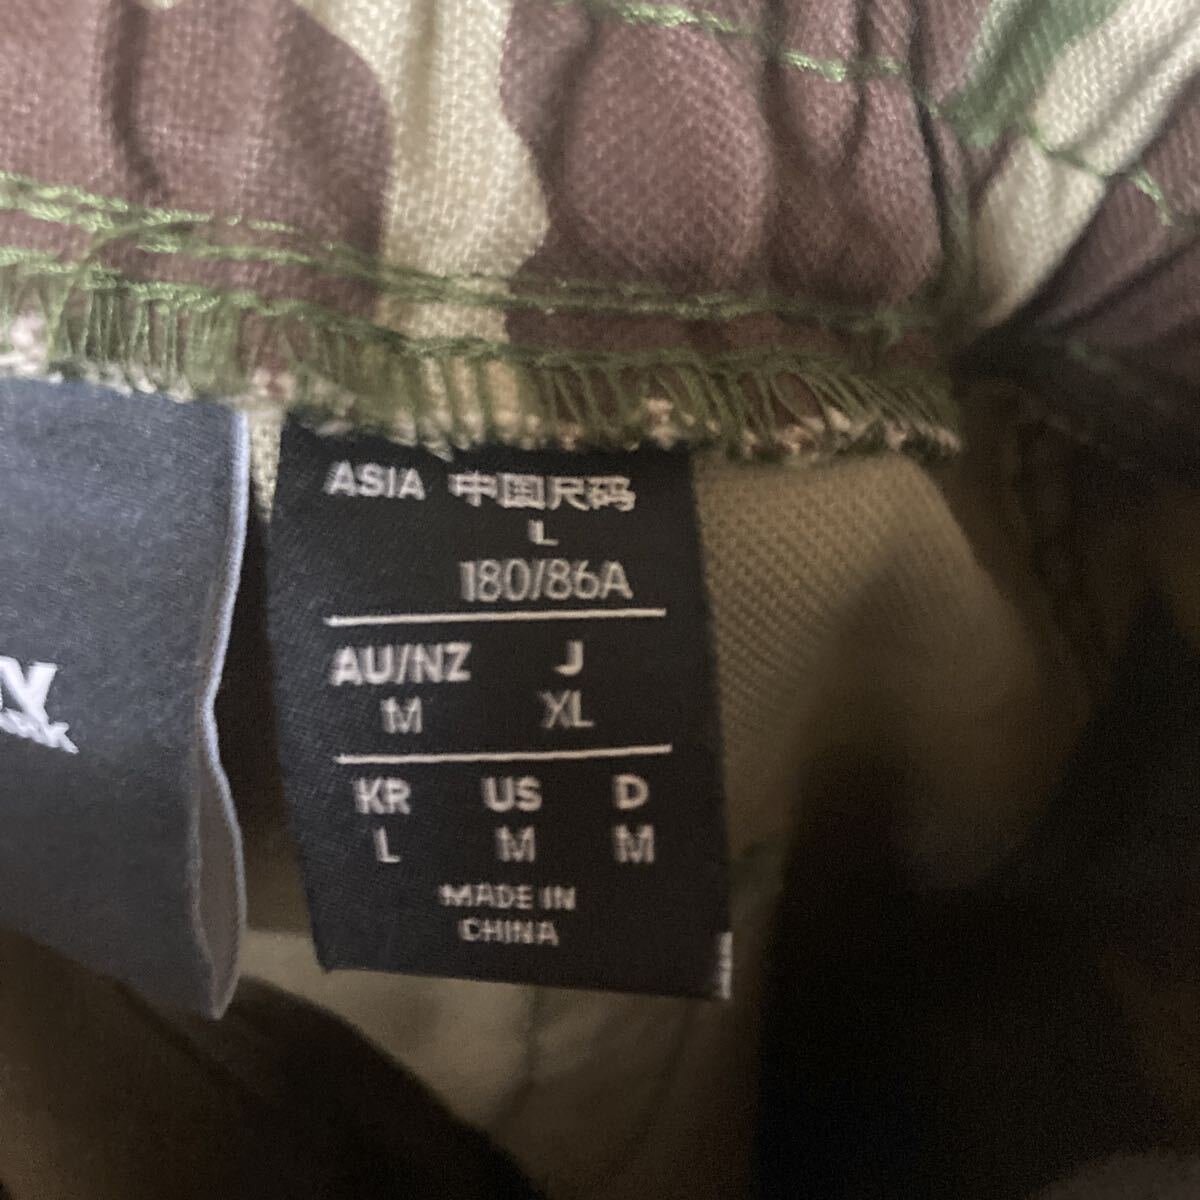 ASIA 中国尺码
L
180/86A
AU/NZ J
M XL
KR US D
L M M
MADE IN
CHINA